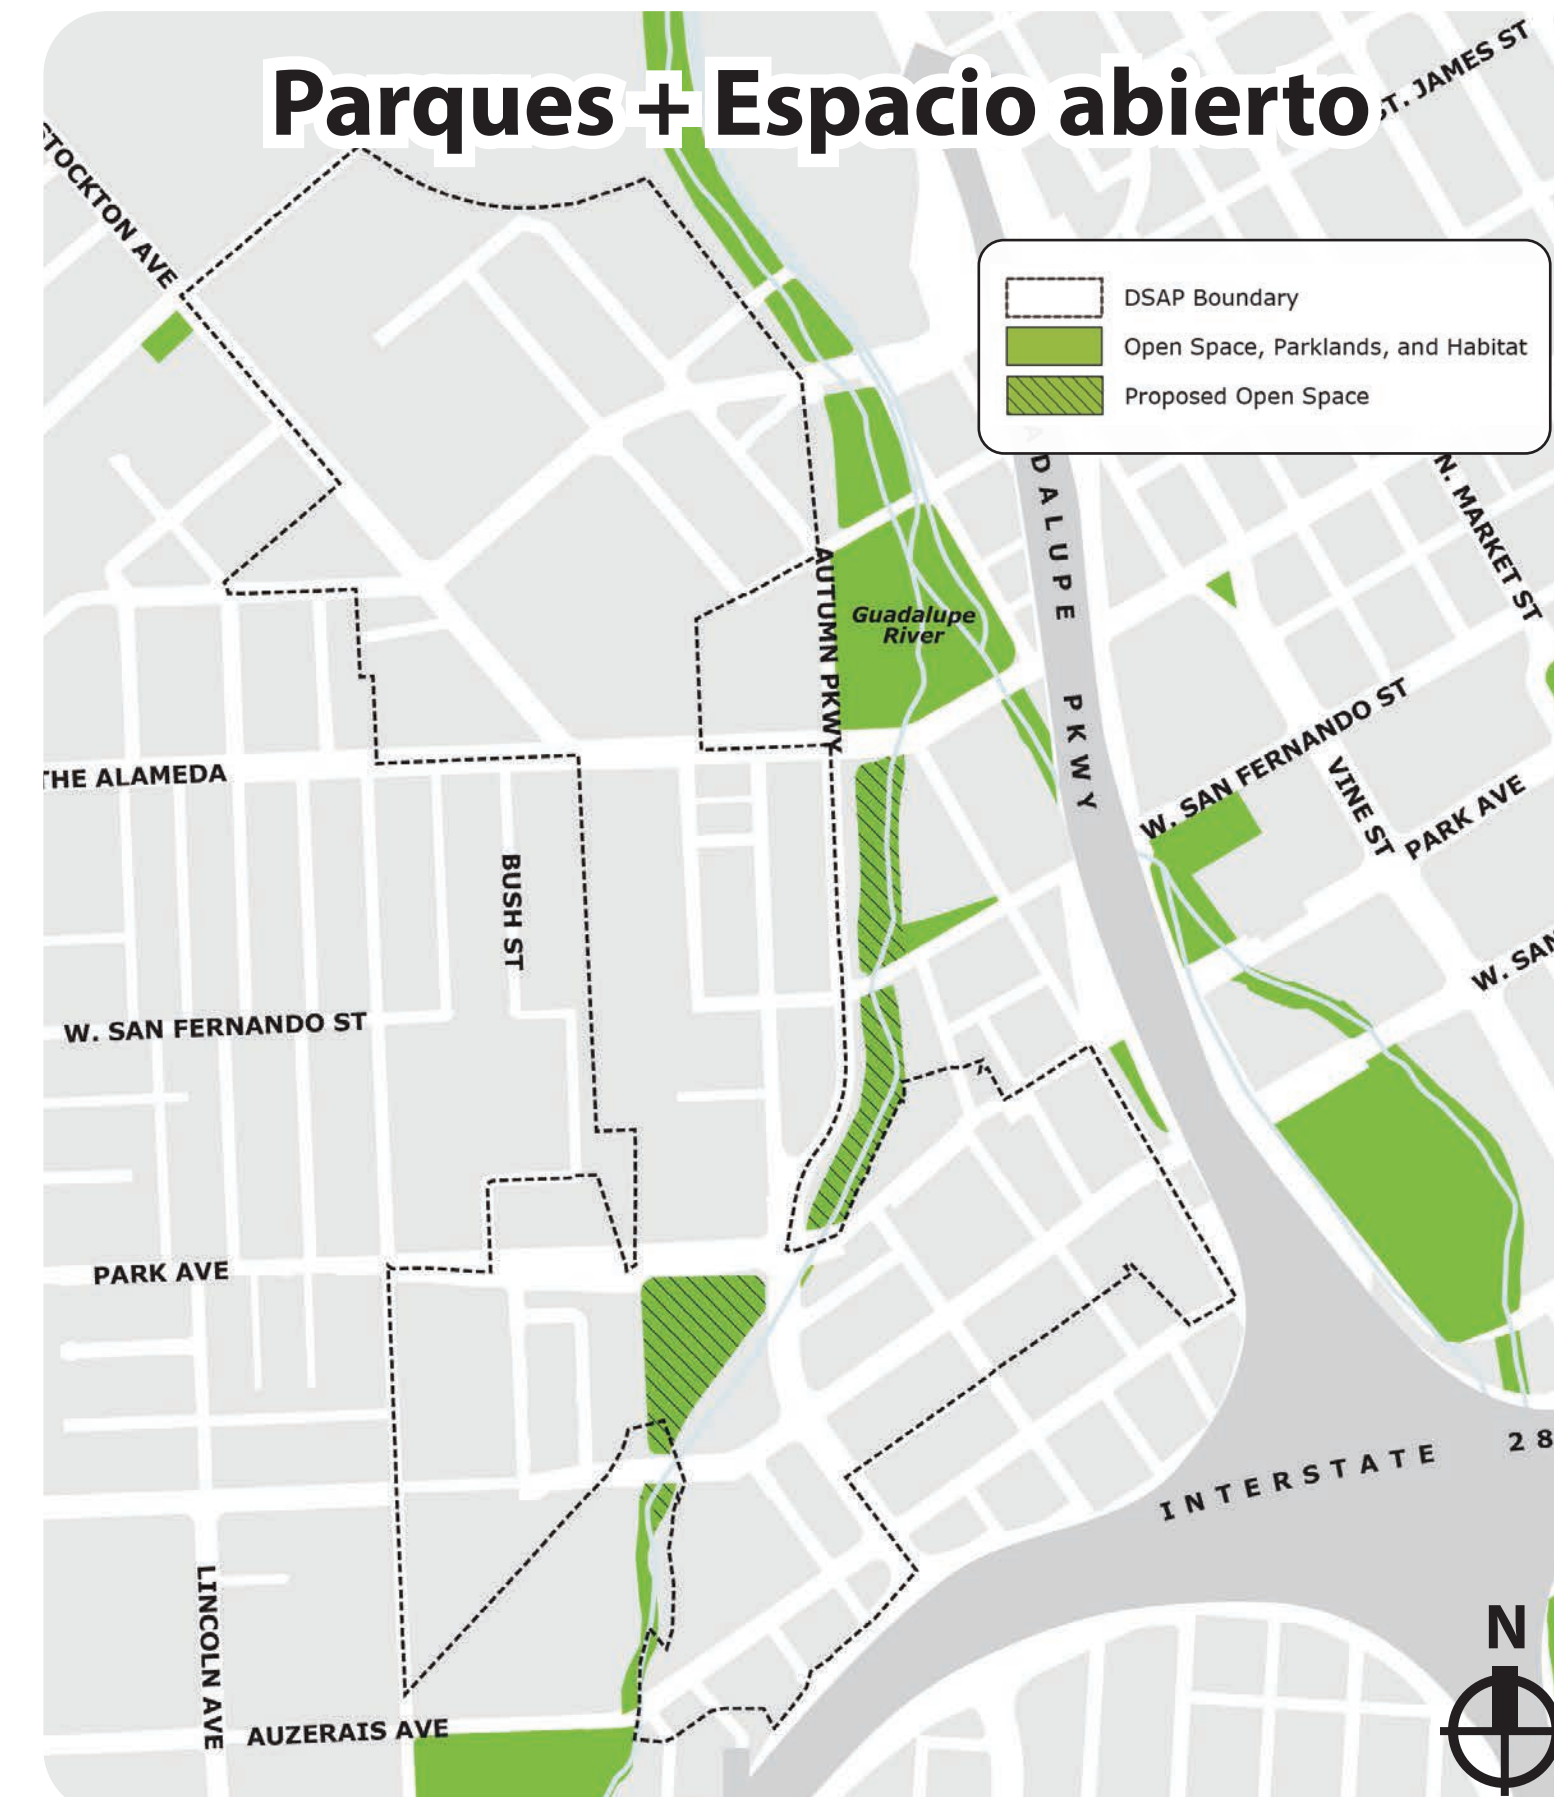 Parques + Espacio abierto
ST. JAMES ST
STOCKTON AVE
DSAP Boundary
Open Space, Parklands, and Habitat
Proposed Open Space
ADALUPE PKWY
N. MARKET ST
AUTUMN PKWY
Guadalupe
River
W. SAN FERNANDO ST
THE ALAMEDA
VINE ST
PARK AVE
BUSH ST
W. SAN
W. SAN FERNANDO ST
PARK AVE
INTERSTATE 28
LINCOLN AVE
AUZERAIS AVE
N